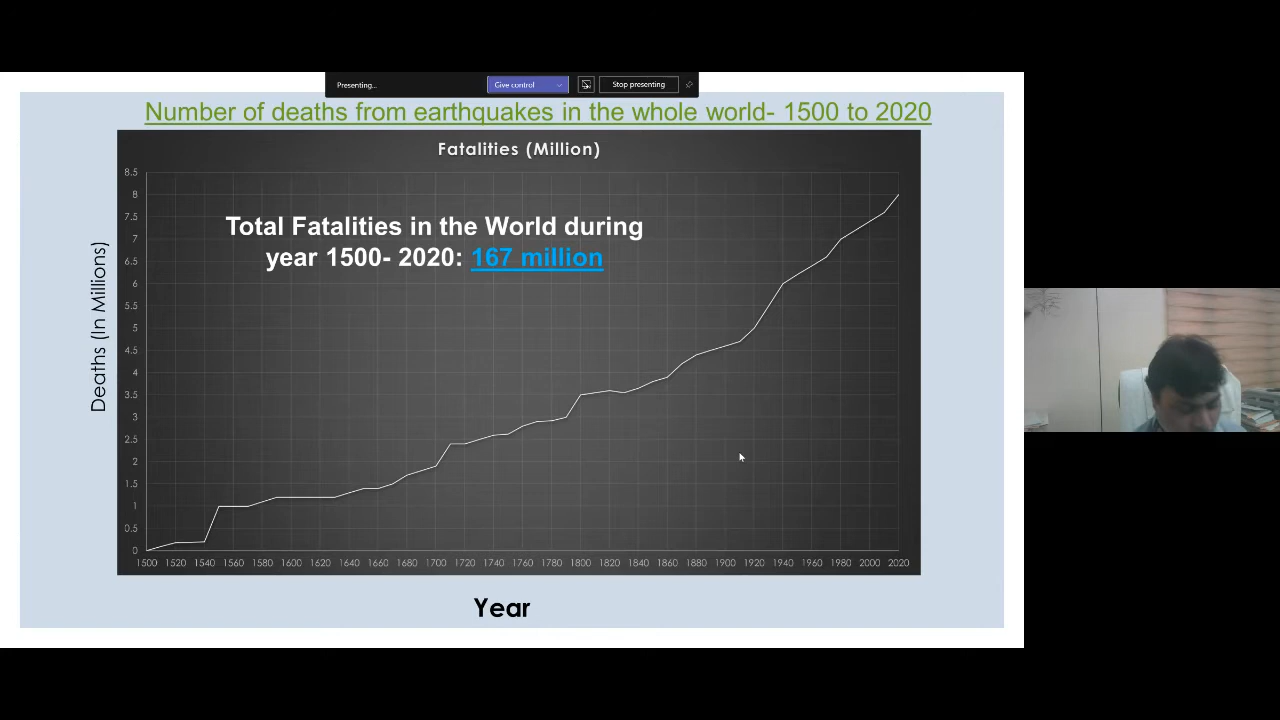 Presenting...
Give control
Stop presenting
Number of deaths from earthquakes in the whole world- 1500 to 2020
Fatalities (Million)
Total Fatalities in the World during
year 1500- 2020: 167 million
Deaths (In Millions)
8.5
8
7.5
7
6.5
6
5.5
5
4.5
4
3.5
3
2.5
2
1.5
1
0.5
0
1500 1520 1540 1560 1580 1600 1620 1640 1660 1680 1700 1720 1740 1760 1780 1800 1820 1840 1860 1880 1900 1920 1940 1960 1980 2000 2020
Year